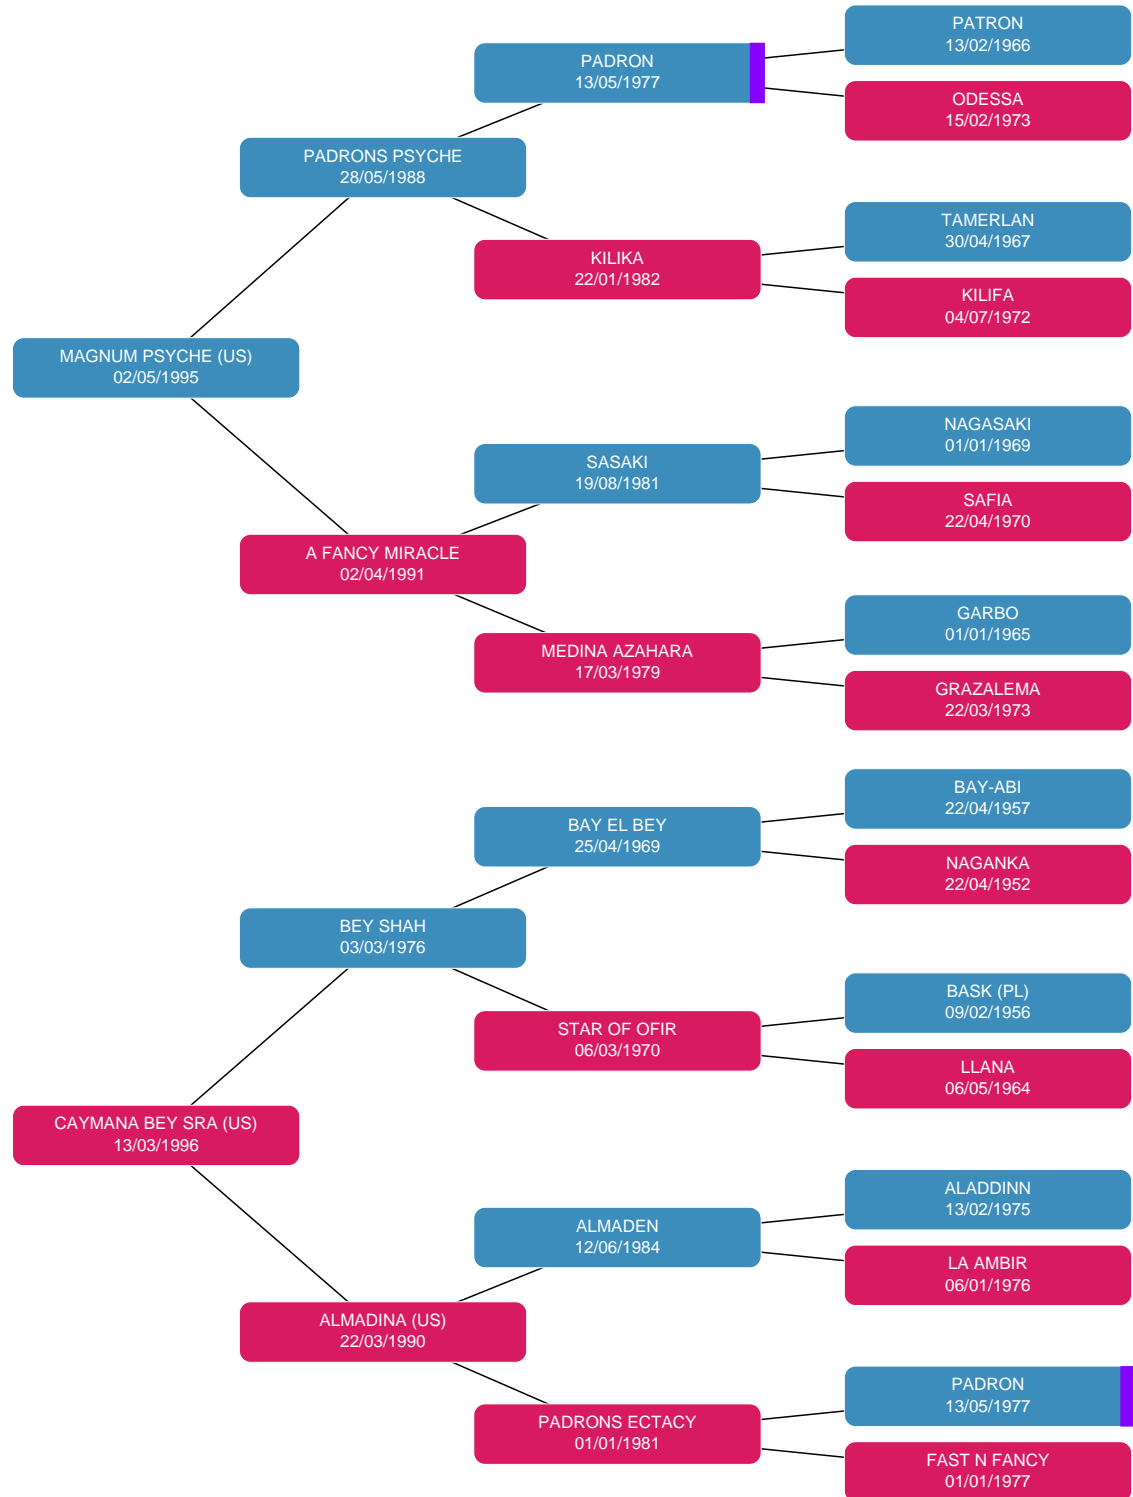 PATRON
13/02/1966
PADRON
13/05/1977
ODESSA
15/02/1973
PADRONS PSYCHE
28/05/1988
TAMERLAN
30/04/1967
KILIKA
22/01/1982
KILIFA
04/07/1972
MAGNUM PSYCHE (US)
02/05/1995
NAGASAKI
01/01/1969
SASAKI
19/08/1981
SAFIA
22/04/1970
A FANCY MIRACLE
02/04/1991
GARBO
01/01/1965
MEDINA AZAHARA
17/03/1979
GRAZALEMA
22/03/1973
BAY-ABI
22/04/1957
BAY EL BEY
25/04/1969
NAGANKA
22/04/1952
BEY SHAH
03/03/1976
BASK (PL)
09/02/1956
STAR OF OFIR
06/03/1970
LLANA
06/05/1964
CAYMANA BEY SRA (US)
13/03/1996
ALADDINN
13/02/1975
ALMADEN
12/06/1984
LA AMBIR
06/01/1976
ALMADINA (US)
22/03/1990
PADRON
13/05/1977
PADRONS ECTACY
01/01/1981
FAST N FANCY
01/01/1977